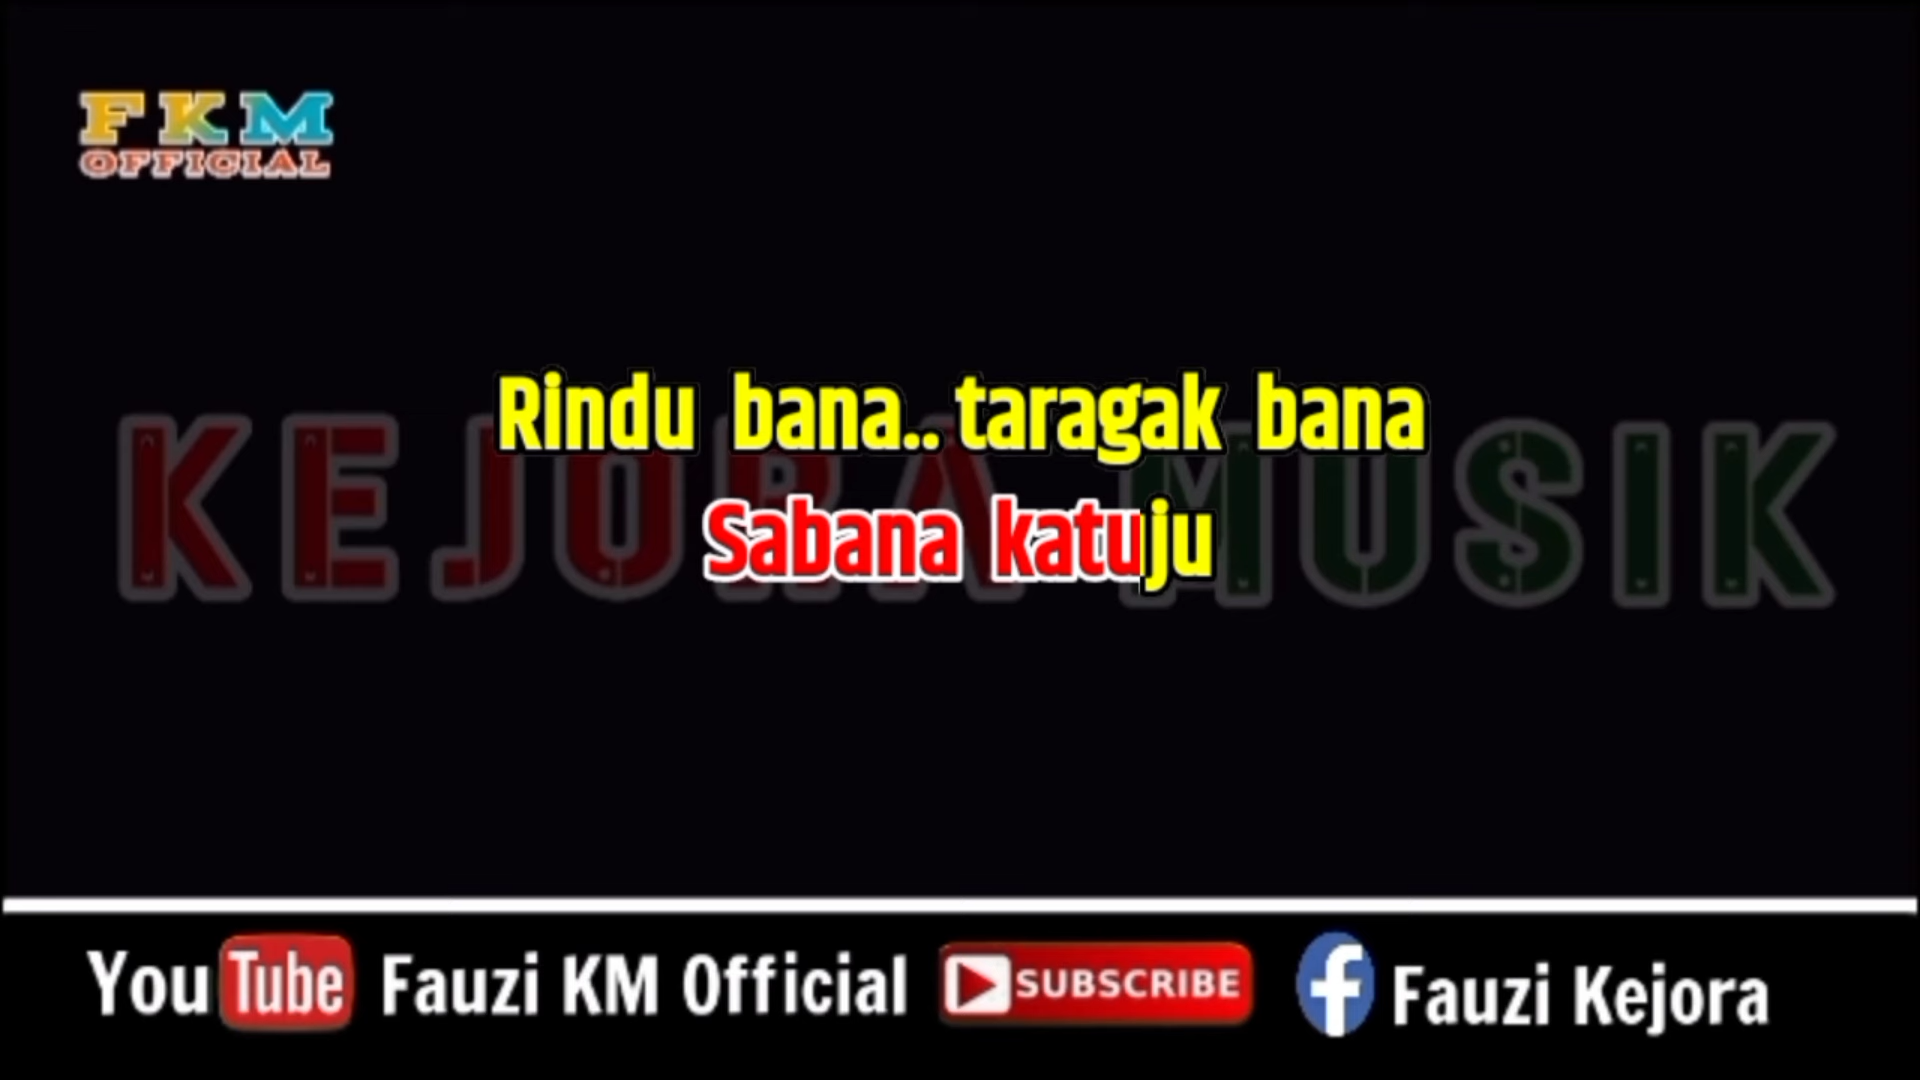 FKM
OFFICIAL
Rindu bana.. taragak bana
KEJORA MUSIK
Sabana katuju
YouTube Fauzi KM Official SUBSCRIBE f Fauzi Kejora